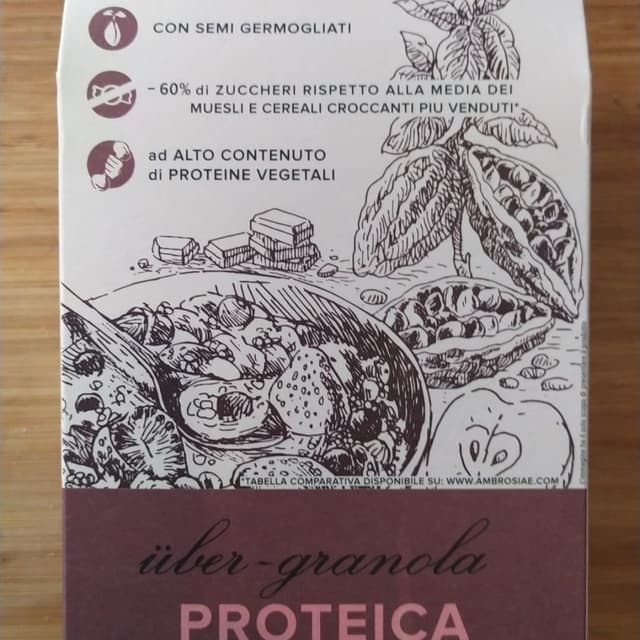 CON SEMI GERMOGLIATI
– 60% di ZUCCHERI RISPETTO ALLA MEDIA DEI
MUESLI E CEREALI CROCCANTI PIU VENDUTI*
ad ALTO CONTENUTO
di PROTEINE VEGETALI
*TABELLA COMPARATIVA DISPONIBILE SU: WWW.AMBROSIAE.COM
über-granola
PROTEICA